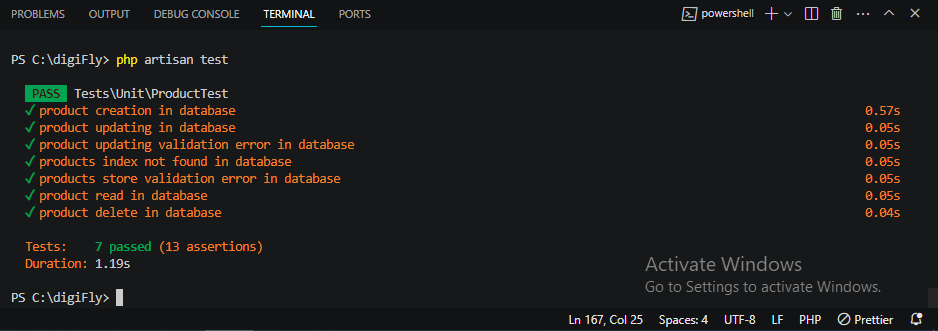 PROBLEMS OUTPUT DEBUG CONSOLE TERMINAL PORTS powershell
PS C:\digiFly> php artisan test
PASS Tests\Unit\ProductTest
✓ product creation in database 0.57s
✓ product updating in database 0.05s
✓ product updating validation error in database 0.05s
✓ products index not found in database 0.05s
✓ products store validation error in database 0.05s
✓ product read in database 0.05s
✓ product delete in database 0.04s
Tests: 7 passed (13 assertions)
Duration: 1.19s
Activate Windows
Go to Settings to activate Windows.
PS C:\digiFly>
Ln 167, Col 25 Spaces: 4 UTF-8 LF PHP Prettier